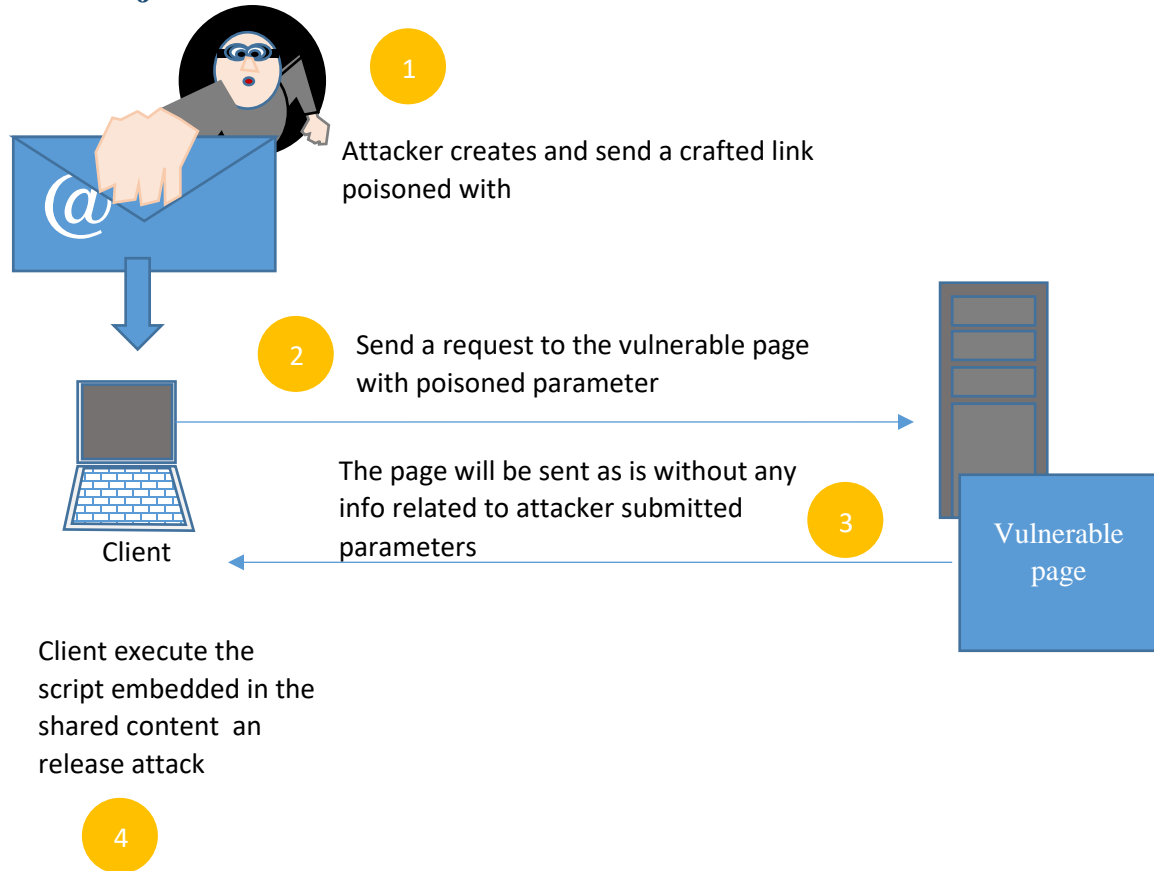 1
Attacker creates and send a crafted link
poisoned with
@
2
Send a request to the vulnerable page
with poisoned parameter
The page will be sent as is without any
info related to attacker submitted
parameters
3
Vulnerable
page
Client
Client execute the
script embedded in the
shared content an
release attack
4